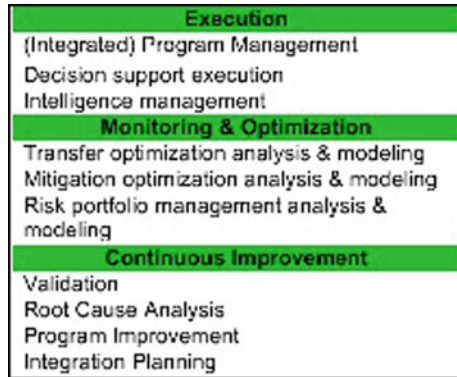 Execution
(Integrated) Program Management
Decision support execution
Intelligence management
Monitoring & Optimization
Transfer optimization analysis & modeling
Mitigation optimization analysis & modeling
Risk portfolio management analysis &
modeling
Continuous Improvement
Validation
Root Cause Analysis
Program Improvement
Integration Planning